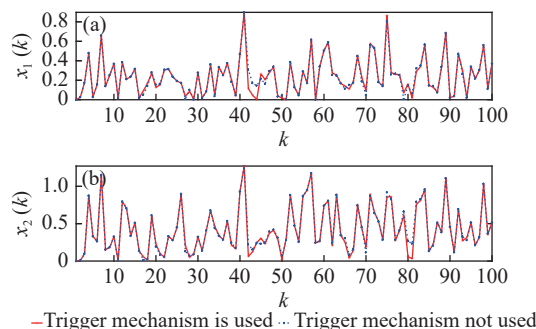 (a)
x₁ (k)
0.8
0.6
0.4
0.2
0
10 20 30 40 50 60 70 80 90 100
k
(b)
x₂ (k)
1.0
0.5
0
10 20 30 40 50 60 70 80 90 100
k
Trigger mechanism is used Trigger mechanism not used